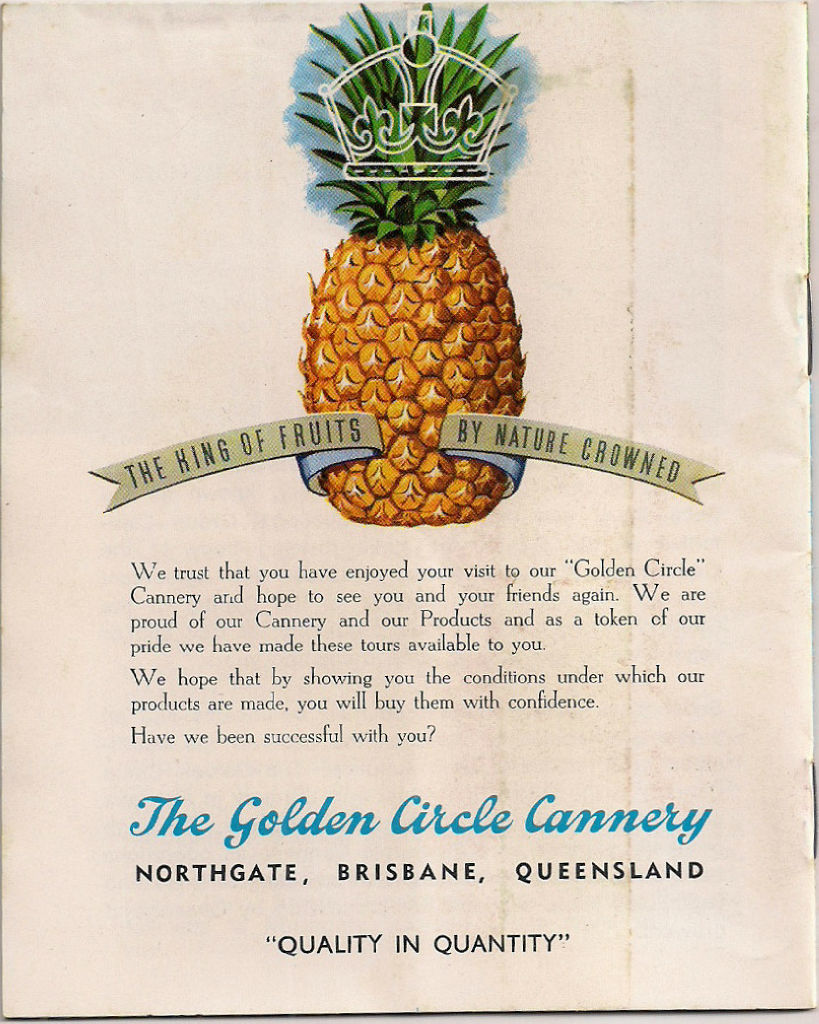 THE KING OF FRUITS BY NATURE CROWNED
We trust that you have enjoyed your visit to our "Golden Circle"
Cannery and hope to see you and your friends again. We are
proud of our Cannery and our Products and as a token of our
pride we have made these tours available to you.
We hope that by showing you the conditions under which our
products are made, you will buy them with confidence.
Have we been successful with you?
The Golden Circle Cannery
NORTHGATE, BRISBANE, QUEENSLAND
"QUALITY IN QUANTITY"